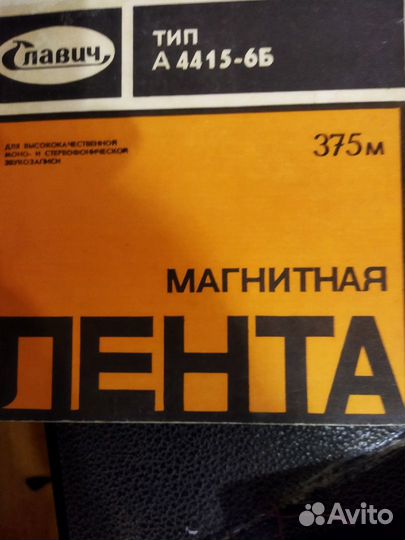 Славич
ТИП
А 4415-6Б
ДЛЯ ВЫСОКОКАЧЕСТВЕННОЙ
МОНО- И СТЕРЕОФОНИЧЕСКОЙ
ЗВУКОЗАПИСИ
375м
МАГНИТНАЯ
ЛЕНТА
Avito